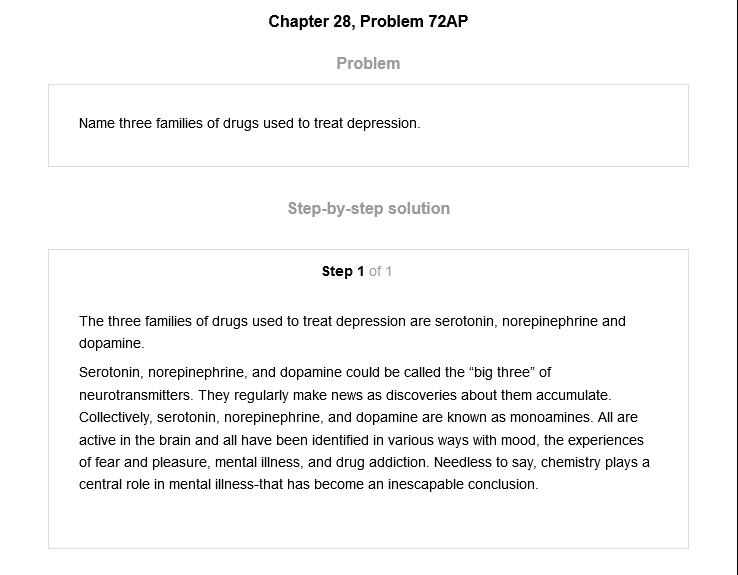 Chapter 28, Problem 72AP
Problem
Name three families of drugs used to treat depression.
Step-by-step solution
Step 1 of 1
The three families of drugs used to treat depression are serotonin, norepinephrine and
dopamine.
Serotonin, norepinephrine, and dopamine could be called the “big three” of
neurotransmitters. They regularly make news as discoveries about them accumulate.
Collectively, serotonin, norepinephrine, and dopamine are known as monoamines. All are
active in the brain and all have been identified in various ways with mood, the experiences
of fear and pleasure, mental illness, and drug addiction. Needless to say, chemistry plays a
central role in mental illness-that has become an inescapable conclusion.